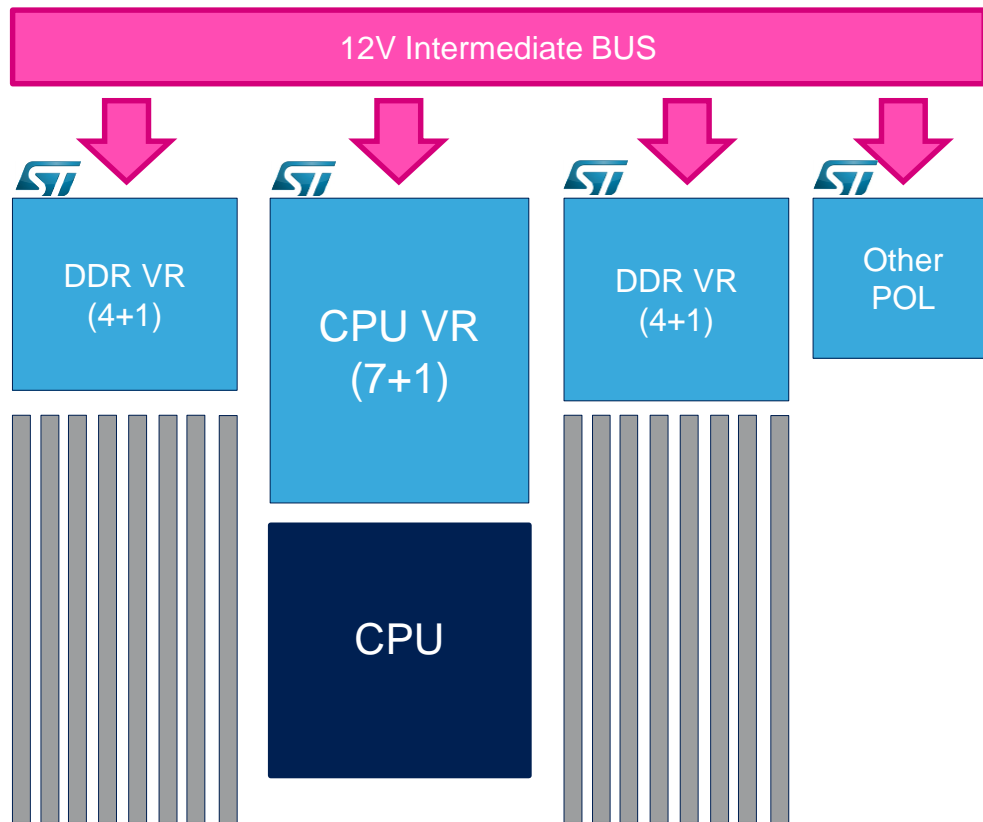 12V Intermediate BUS
ST
ST
ST
ST
DDR VR
(4+1)
CPU VR
(7+1)
DDR VR
(4+1)
Other
POL
CPU